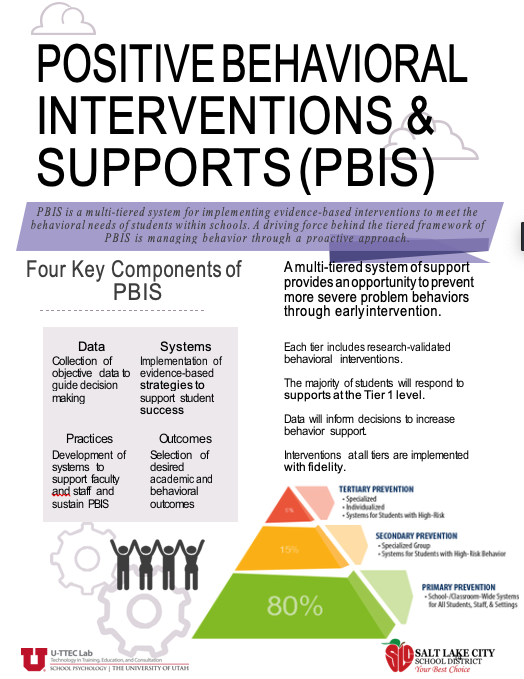 POSITIVE BEHAVIORAL
INTERVENTIONS &
SUPPORTS (PBIS)
PBIS is a multi-tiered system for implementing evidence-based interventions to meet the
behavioral needs of students within schools. A driving force behind the tiered framework of
PBIS is managing behavior through a proactive approach.
Four Key Components of
PBIS
Data
Collection of
objective data to
guide decision
making
Systems
Implementation of
evidence-based
strategies to
support student
success
Practices
Development of
systems to
support faculty
and staff and
sustain PBIS
Outcomes
Selection of
desired
academic and
behavioral
outcomes
A multi-tiered system of support
provides an opportunity to prevent
more severe problem behaviors
through early intervention.
Each tier includes research-validated
behavioral interventions.
The majority of students will respond to
supports at the Tier 1 level.
Data will inform decisions to increase
behavior support.
Interventions at all tiers are implemented
with fidelity.
TERTIARY PREVENTION
• Specialized
• Individualized
• Systems for Students with High-Risk
5%
SECONDARY PREVENTION
• Specialized Group
• Systems for Students with High-Risk Behavior
15%
PRIMARY PREVENTION
• School-/Classroom-Wide Systems
for All Students, Staff, & Settings
80%
U
U-TTEC Lab
Technology in Training, Education, and Consultation
SCHOOL PSYCHOLOGY | THE UNIVERSITY OF UTAH
SALT LAKE CITY
SCHOOL DISTRICT
Your Best Choice